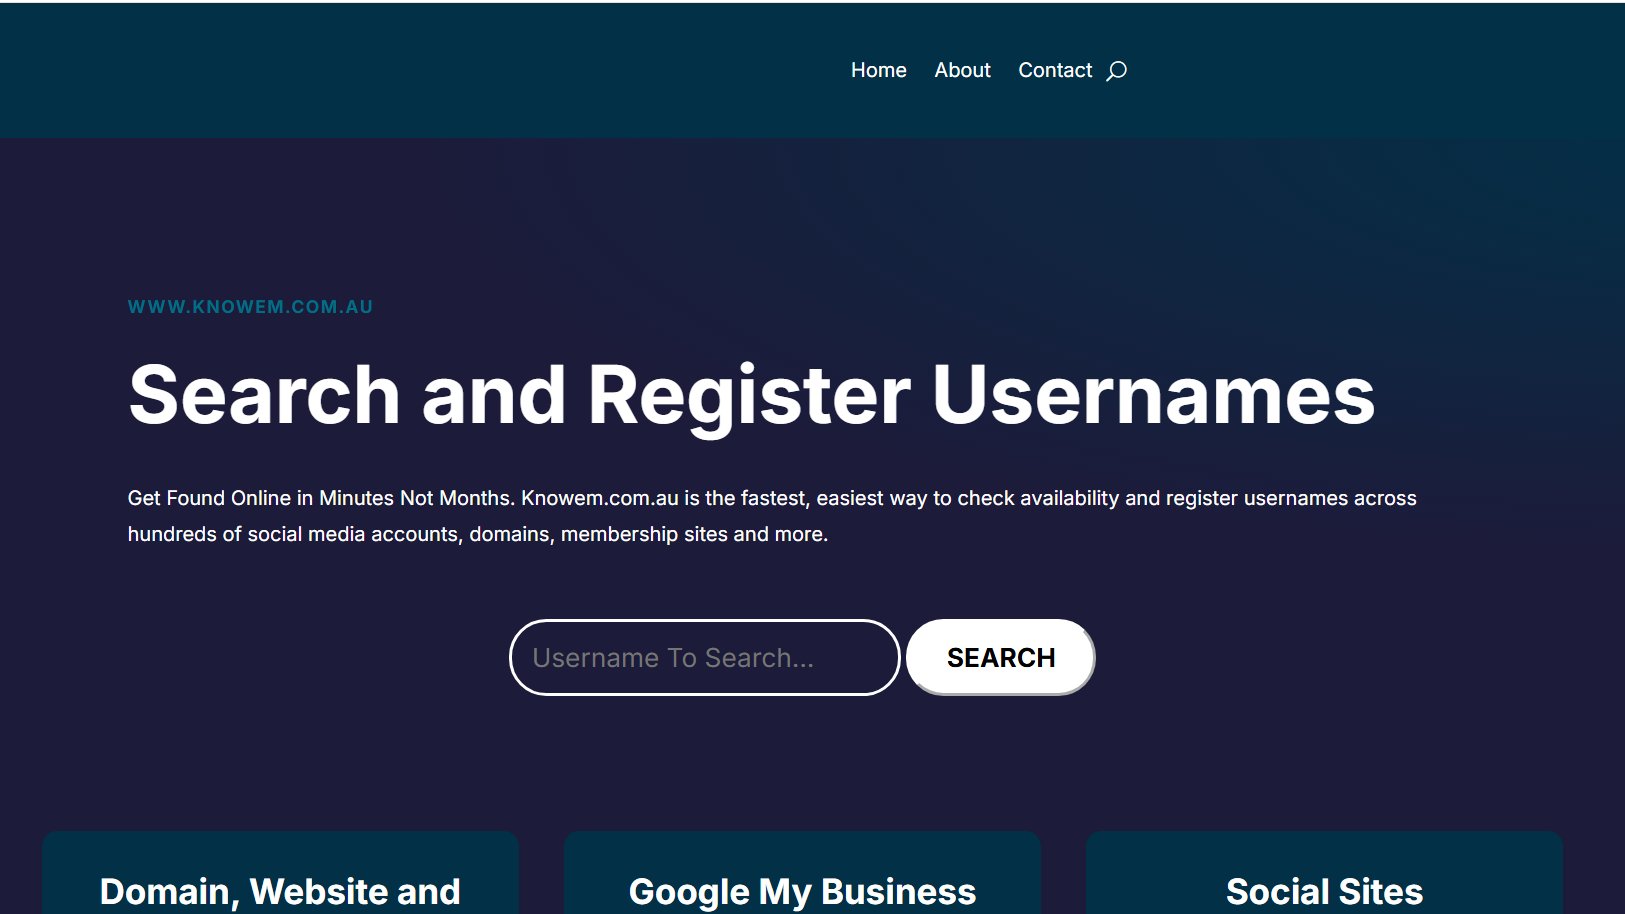 Home About Contact
WWW.KNOWEM.COM.AU
Search and Register Usernames
Get Found Online in Minutes Not Months. Knowem.com.au is the fastest, easiest way to check availability and register usernames across
hundreds of social media accounts, domains, membership sites and more.
Username To Search...
SEARCH
Domain, Website and
Google My Business
Social Sites